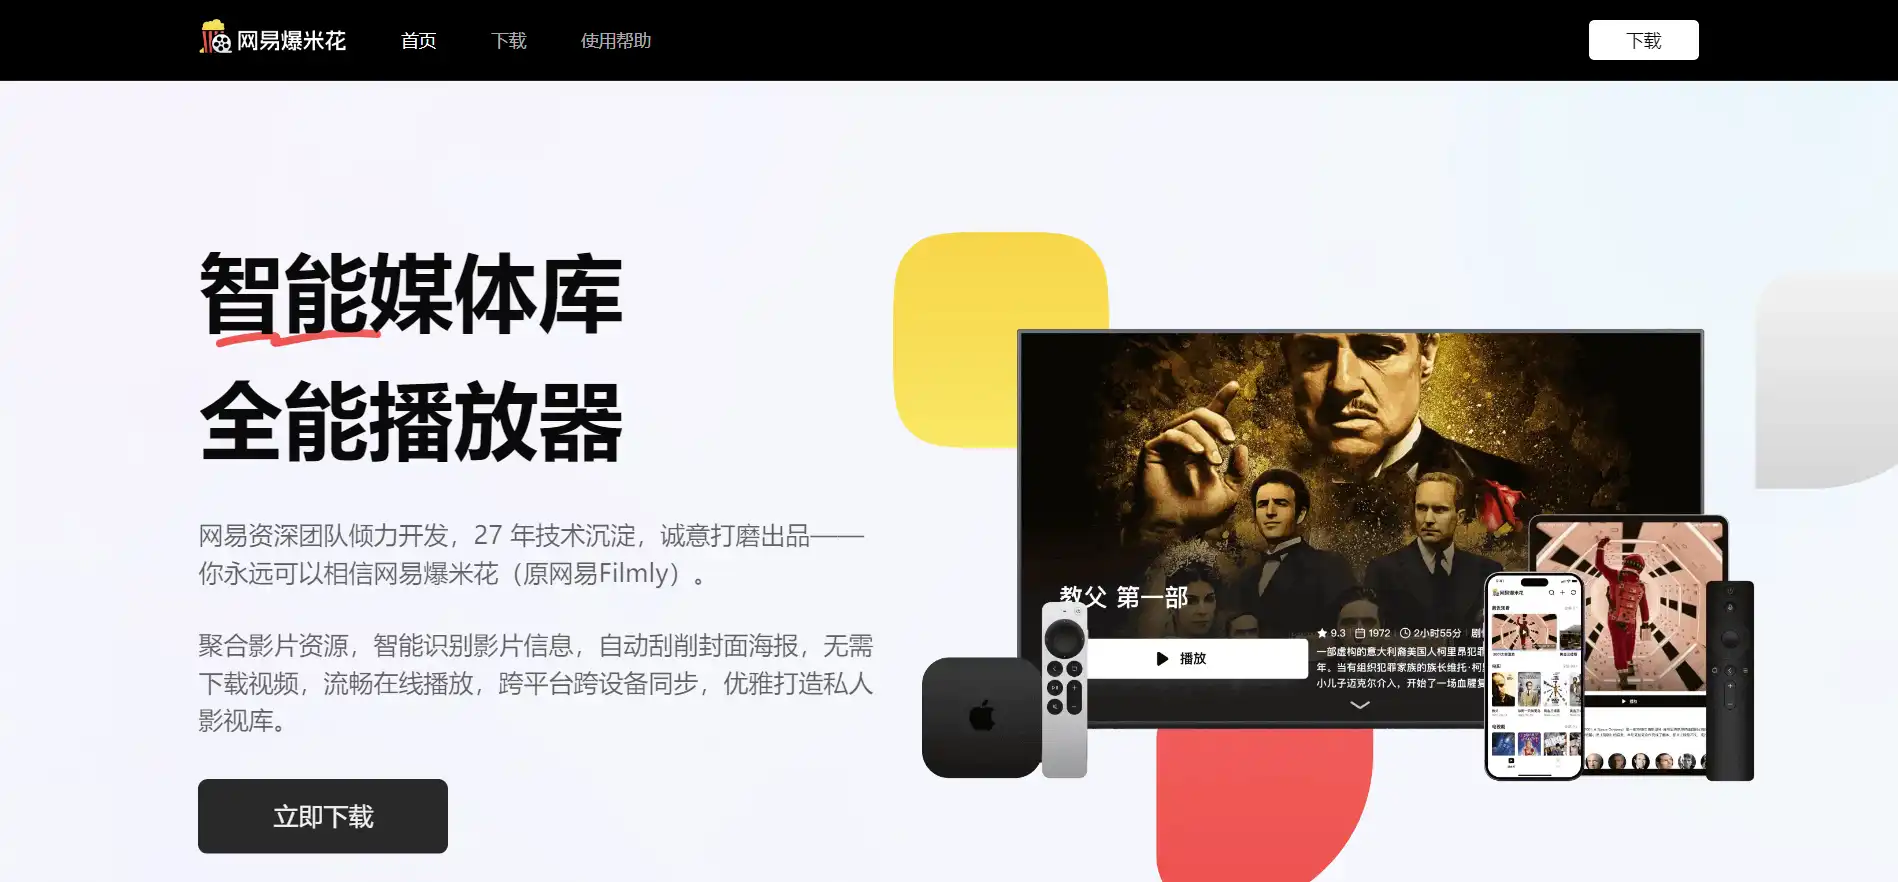 网易爆米花
首页
下载
使用帮助
下载
智能媒体库
全能播放器
网易资深团队倾力开发，27 年技术沉淀，诚意打磨出品——
你永远可以相信网易爆米花（原网易Filmly）。
聚合影片资源，智能识别影片信息，自动刮削封面海报，无需
下载视频，流畅在线播放，跨平台跨设备同步，优雅打造私人
影视库。
立即下载
教父 第一部
播放
9.3
1972
2小时55分
一部虚构的意大利裔美国人柯里昂犯罪
年。当有组织犯罪家族的族长维托·柯
小儿子迈克尔介入，开始了一场血腥复
网易爆米花